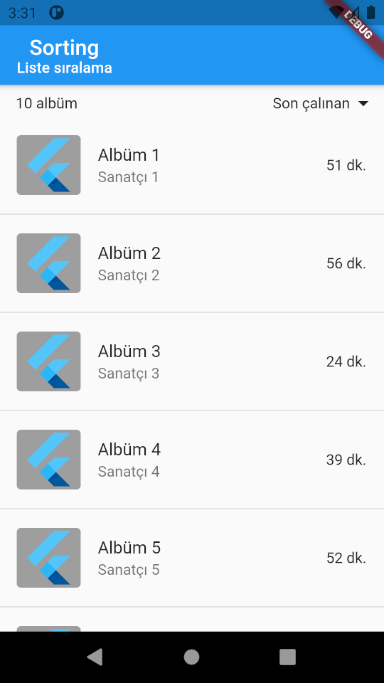 3:31
DEBUG
Sorting
Liste sıralama
10 albüm
Son çalınan
Albüm 1
Sanatçı 1
51 dk.
Albüm 2
Sanatçı 2
56 dk.
Albüm 3
Sanatçı 3
24 dk.
Albüm 4
Sanatçı 4
39 dk.
Albüm 5
Sanatçı 5
52 dk.